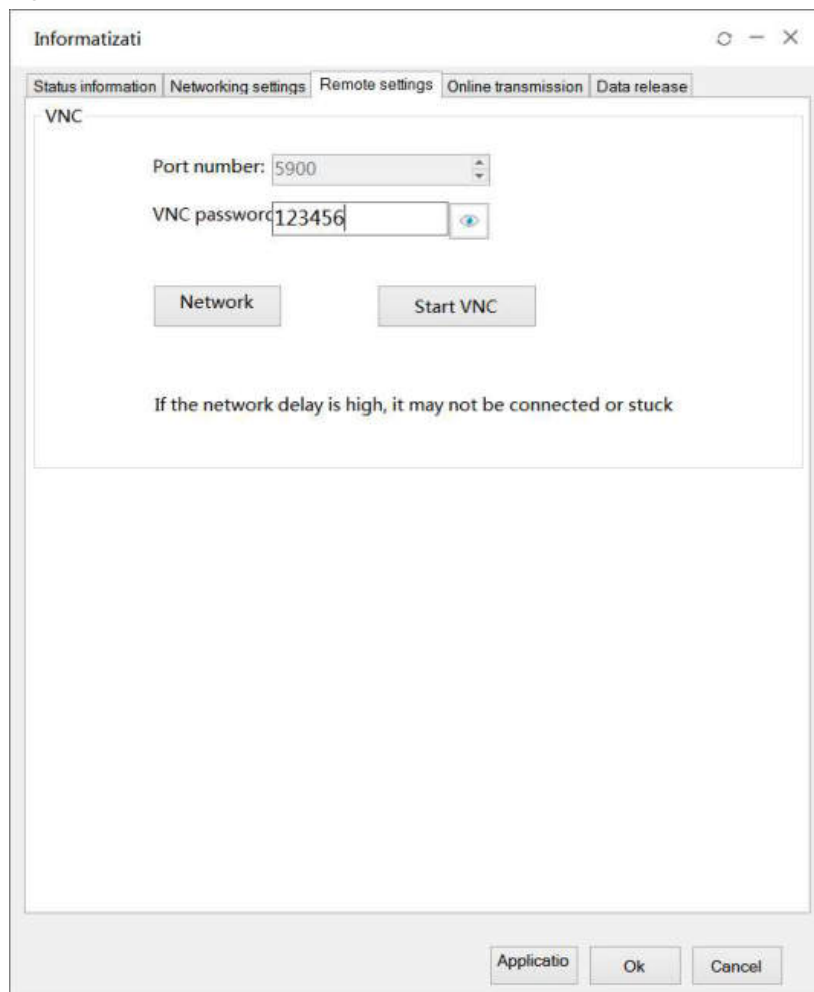 Informatizati
Status information Networking settings Remote settings Online transmission Data release
VNC
Port number: 5900
VNC password 123456
Network Start VNC
If the network delay is high, it may not be connected or stuck
Applicatio Ok Cancel